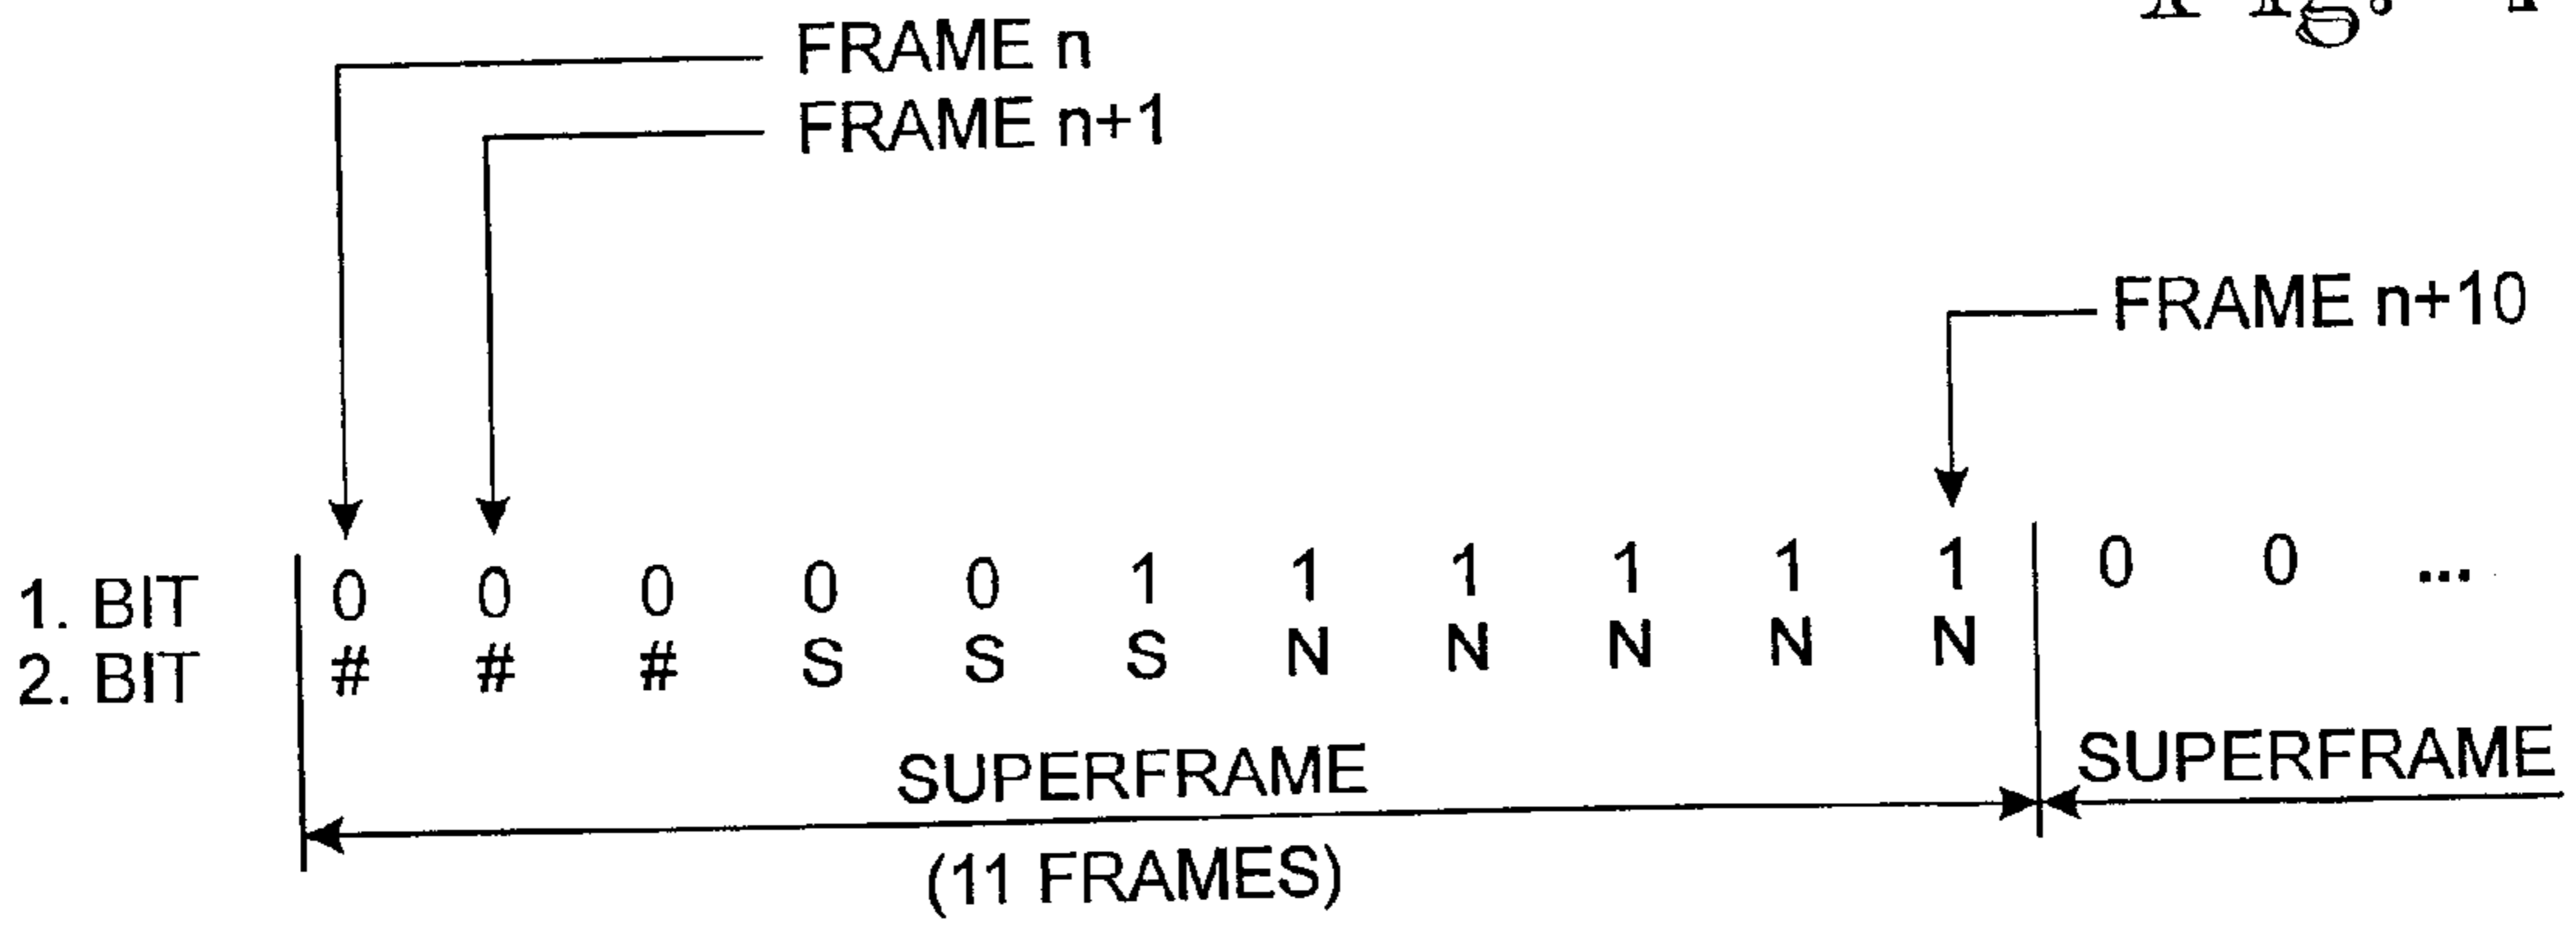 Fig.
FRAME n
FRAME n+1
FRAME n+10
1. BIT 0 0 0 0 0 1 1 1 1 1 1 0 0 ...
2. BIT # # # S S S N N N N N
SUPERFRAME SUPERFRAME
(11 FRAMES)